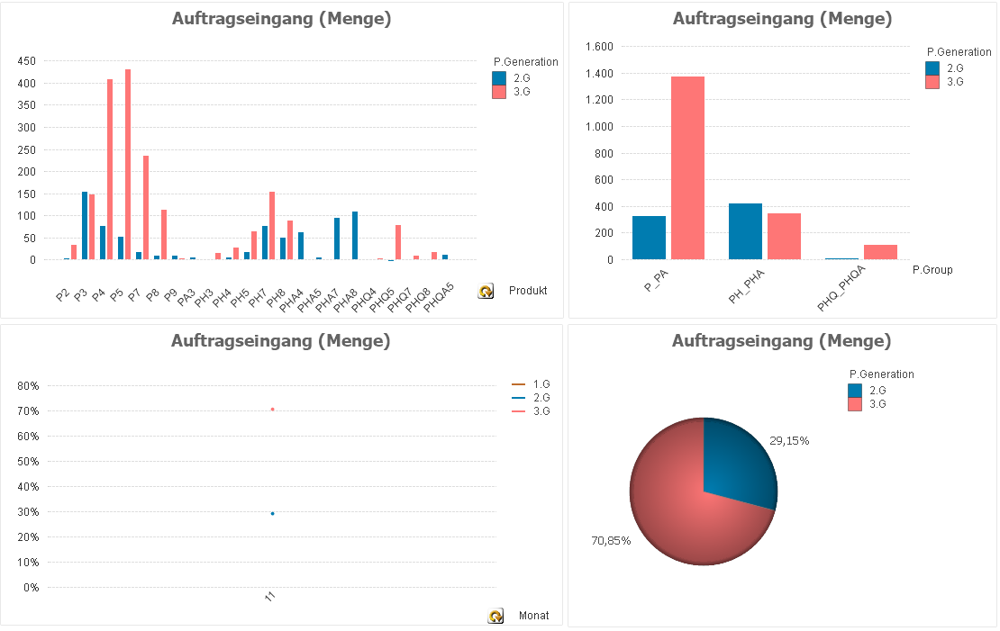 Auftragseingang (Menge)
450
400
350
300
250
200
150
100
50
0
P2
P3
P4
P5
P7
P8
P9
PA3
PH3
PH4
PH5
PH7
PH8
PHA4
PHA5
PHA7
PHA8
PHQ4
PHQ5
PHQ7
PHQ8
PHQA5
P.Generation
2.G
3.G
Produkt
Auftragseingang (Menge)
1.600
1.400
1.200
1.000
800
600
400
200
0
P_PA
PH_PHA
PHQ_PHQA
P.Generation
2.G
3.G
P.Group
Auftragseingang (Menge)
80%
70%
60%
50%
40%
30%
20%
10%
0%
11
1.G
2.G
3.G
Monat
Auftragseingang (Menge)
P.Generation
2.G
3.G
29,15%
70,85%